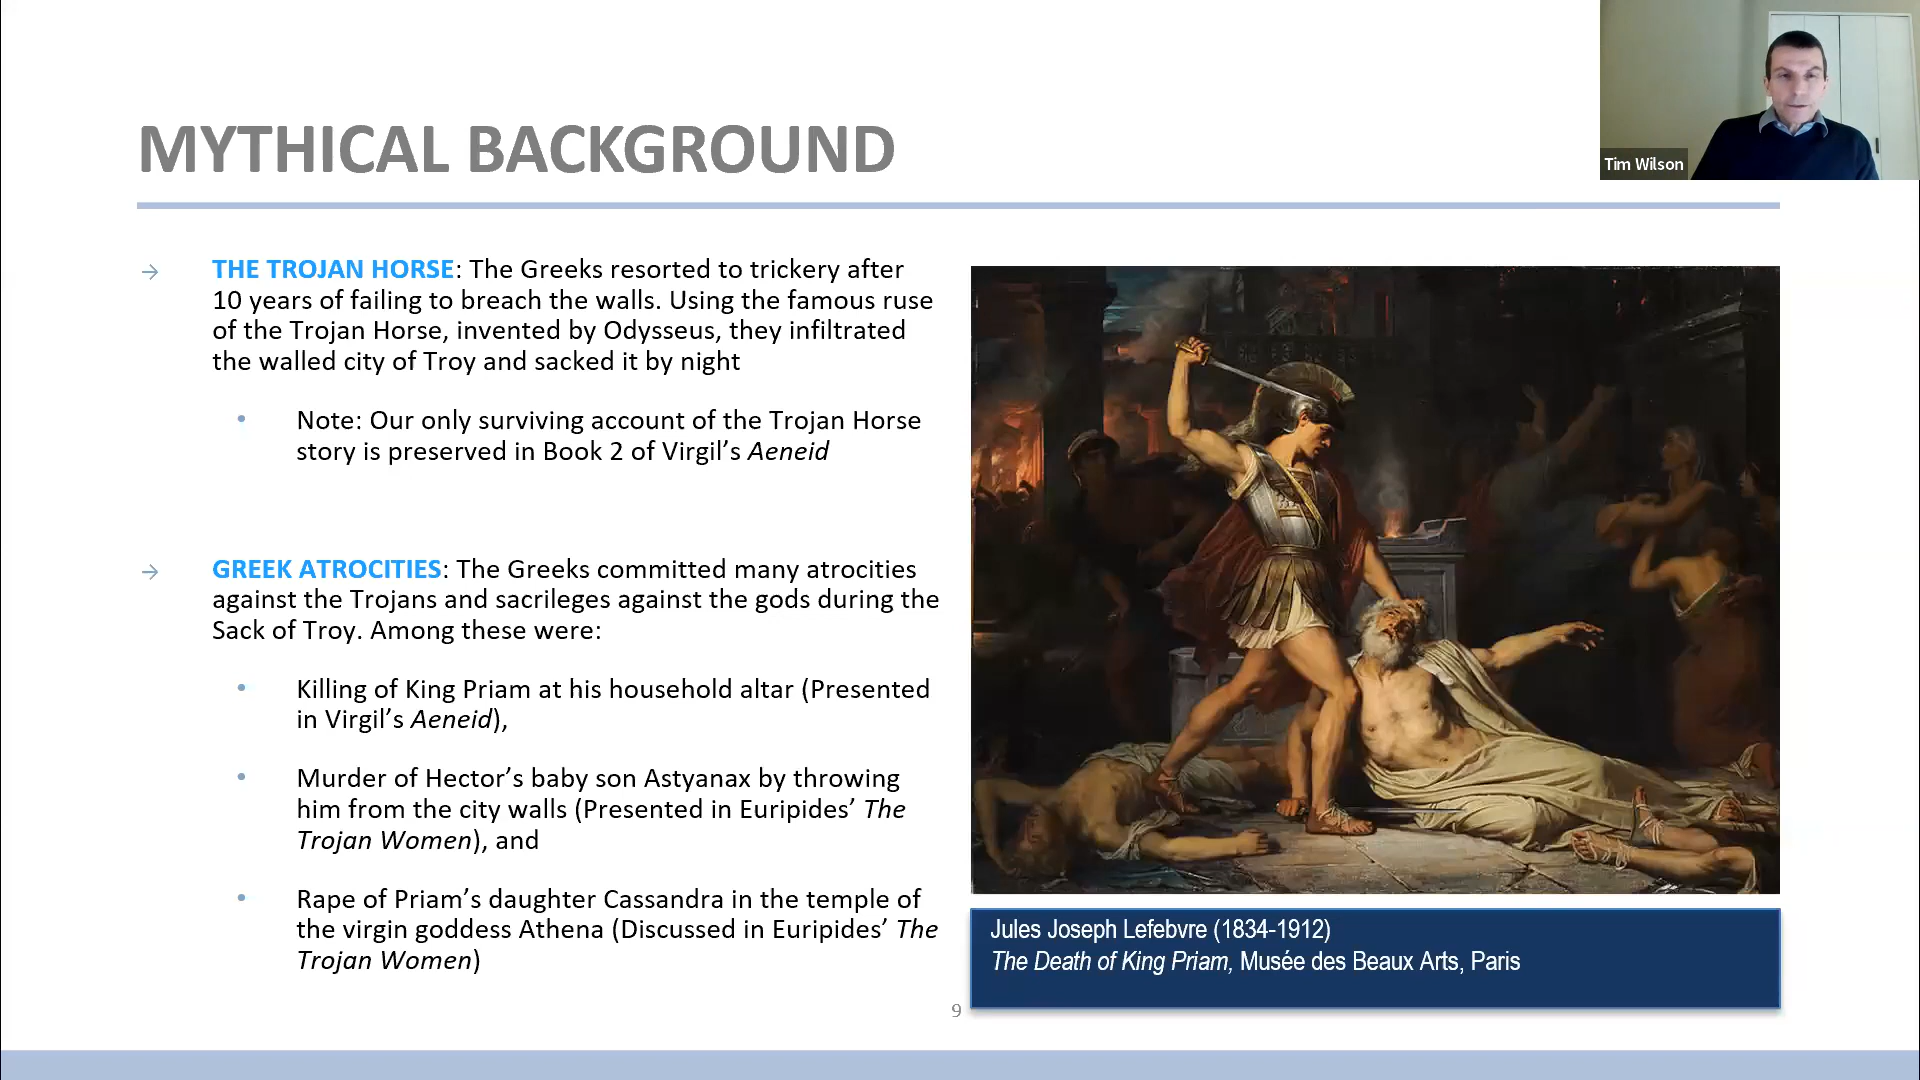 MYTHICAL BACKGROUND
Tim Wilson
THE TROJAN HORSE: The Greeks resorted to trickery after
10 years of failing to breach the walls. Using the famous ruse
of the Trojan Horse, invented by Odysseus, they infiltrated
the walled city of Troy and sacked it by night
Note: Our only surviving account of the Trojan Horse
story is preserved in Book 2 of Virgil’s Aeneid
GREEK ATROCITIES: The Greeks committed many atrocities
against the Trojans and sacrileges against the gods during the
Sack of Troy. Among these were:
Killing of King Priam at his household altar (Presented
in Virgil’s Aeneid),
Murder of Hector’s baby son Astyanax by throwing
him from the city walls (Presented in Euripides’ The
Trojan Women), and
Rape of Priam’s daughter Cassandra in the temple of
the virgin goddess Athena (Discussed in Euripides’ The
Trojan Women)
Jules Joseph Lefebvre (1834-1912)
The Death of King Priam, Musée des Beaux Arts, Paris
9